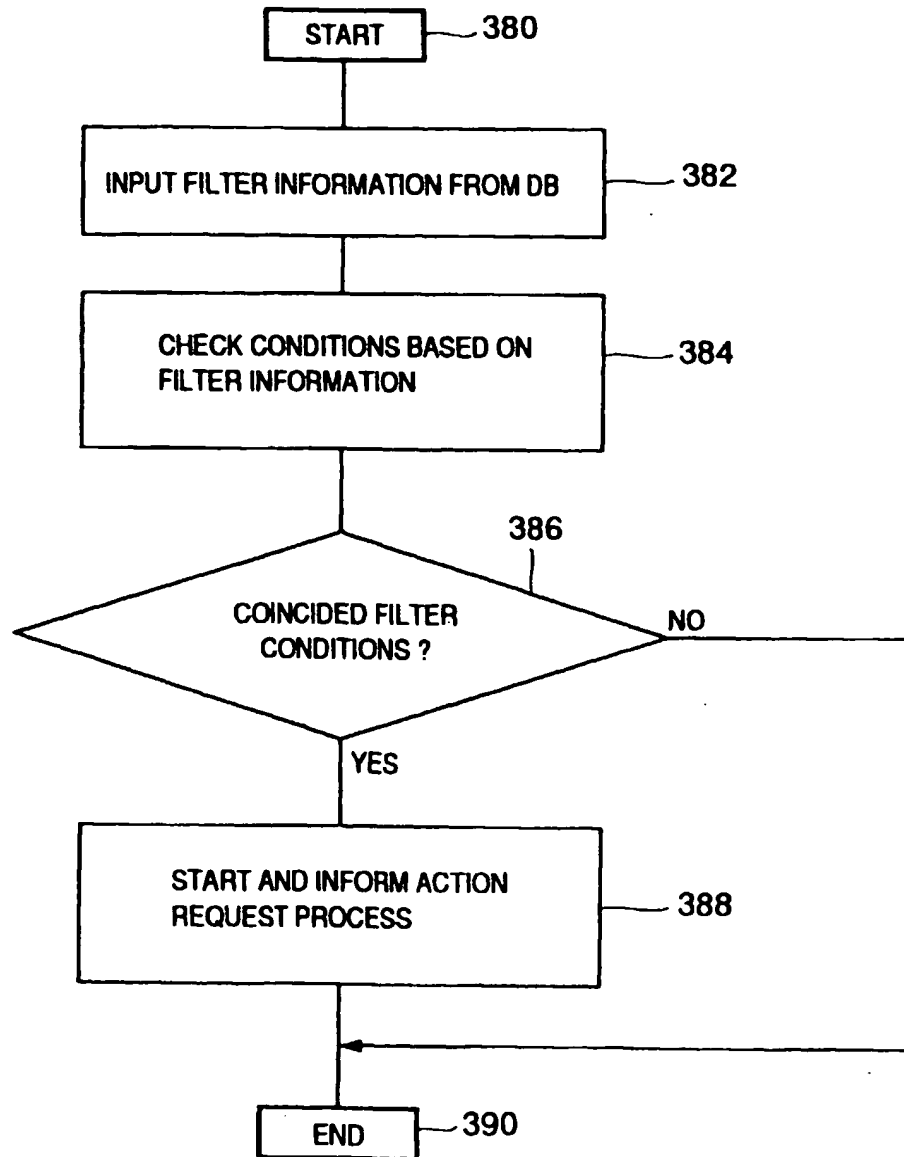 START
380
INPUT FILTER INFORMATION FROM DB
382
CHECK CONDITIONS BASED ON
FILTER INFORMATION
384
386
COINCIDED FILTER
CONDITIONS ?
NO
YES
START AND INFORM ACTION
REQUEST PROCESS
388
END
390